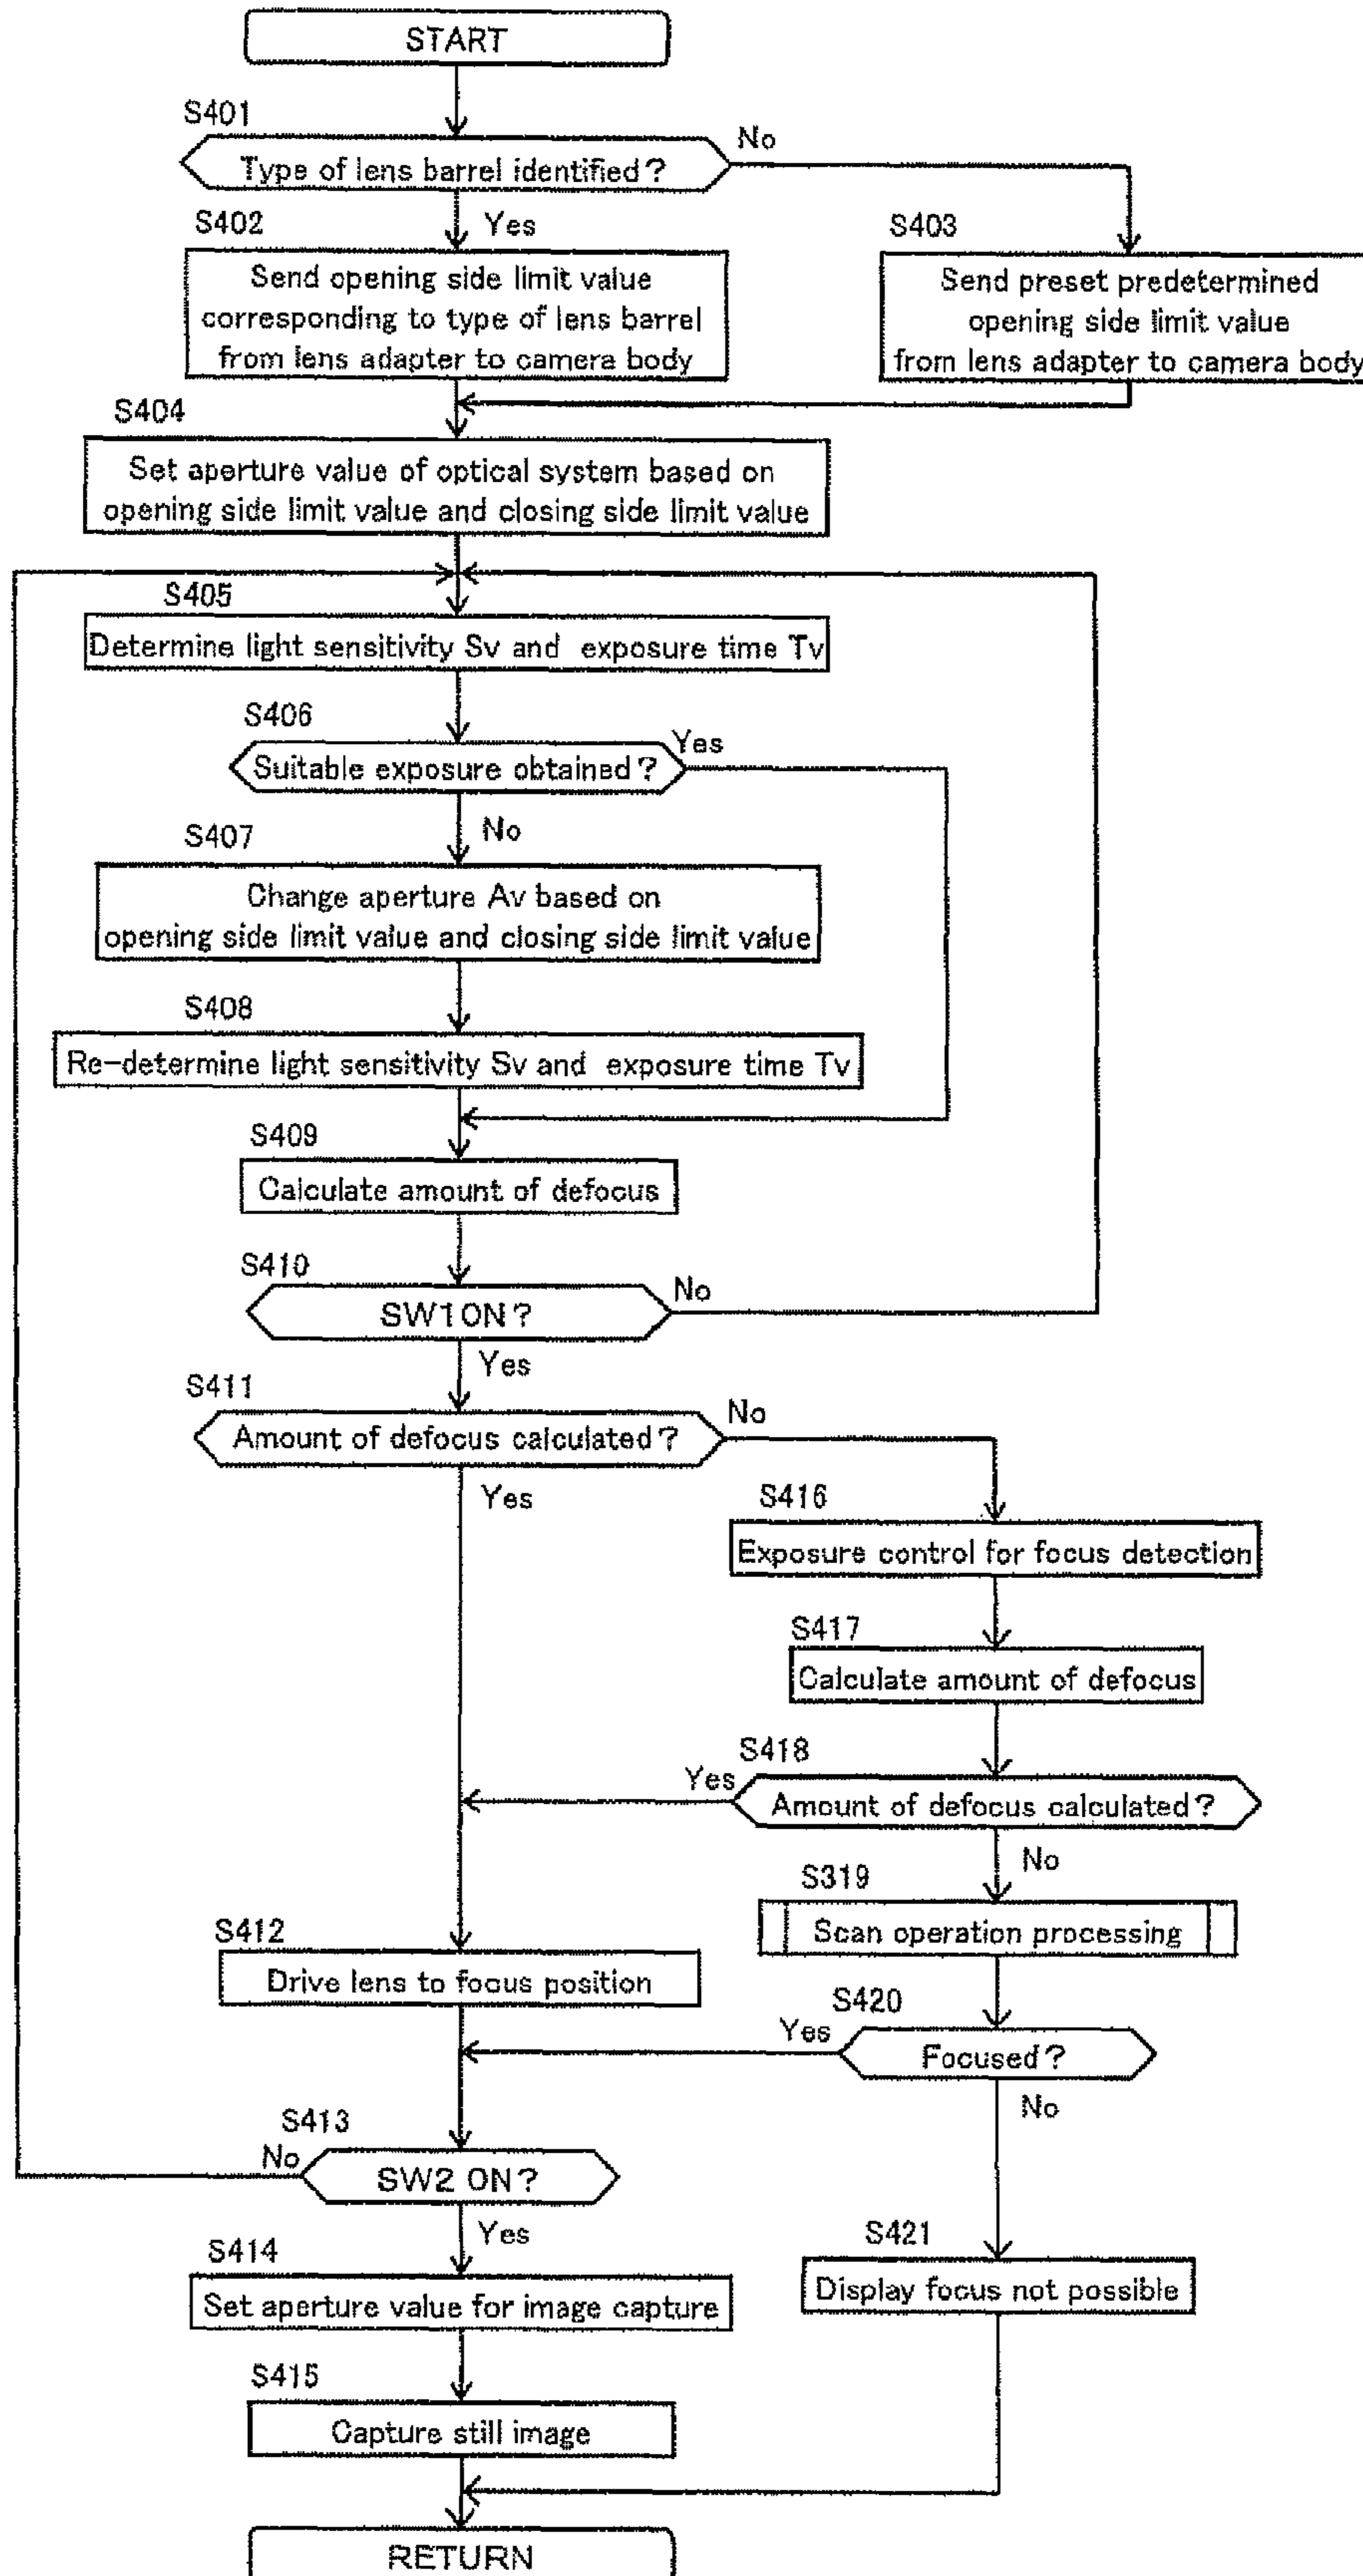 START
S401
Type of lens barrel identified?
No
Yes
S402
Send opening side limit value
corresponding to type of lens barrel
from lens adapter to camera body
S403
Send preset predetermined
opening side limit value
from lens adapter to camera body
S404
Set aperture value of optical system based on
opening side limit value and closing side limit value
S405
Determine light sensitivity Sv and exposure time Tv
S406
Suitable exposure obtained?
Yes
No
S407
Change aperture Av based on
opening side limit value and closing side limit value
S408
Re-determine light sensitivity Sv and exposure time Tv
S409
Calculate amount of defocus
S410
SW1ON?
No
Yes
S411
Amount of defocus calculated?
No
Yes
S416
Exposure control for focus detection
S417
Calculate amount of defocus
S418
Amount of defocus calculated?
Yes
No
S319
Scan operation processing
S412
Drive lens to focus position
S420
Focused?
Yes
No
S413
SW2 ON?
No
Yes
S414
Set aperture value for image capture
S421
Display focus not possible
S415
Capture still image
RETURN